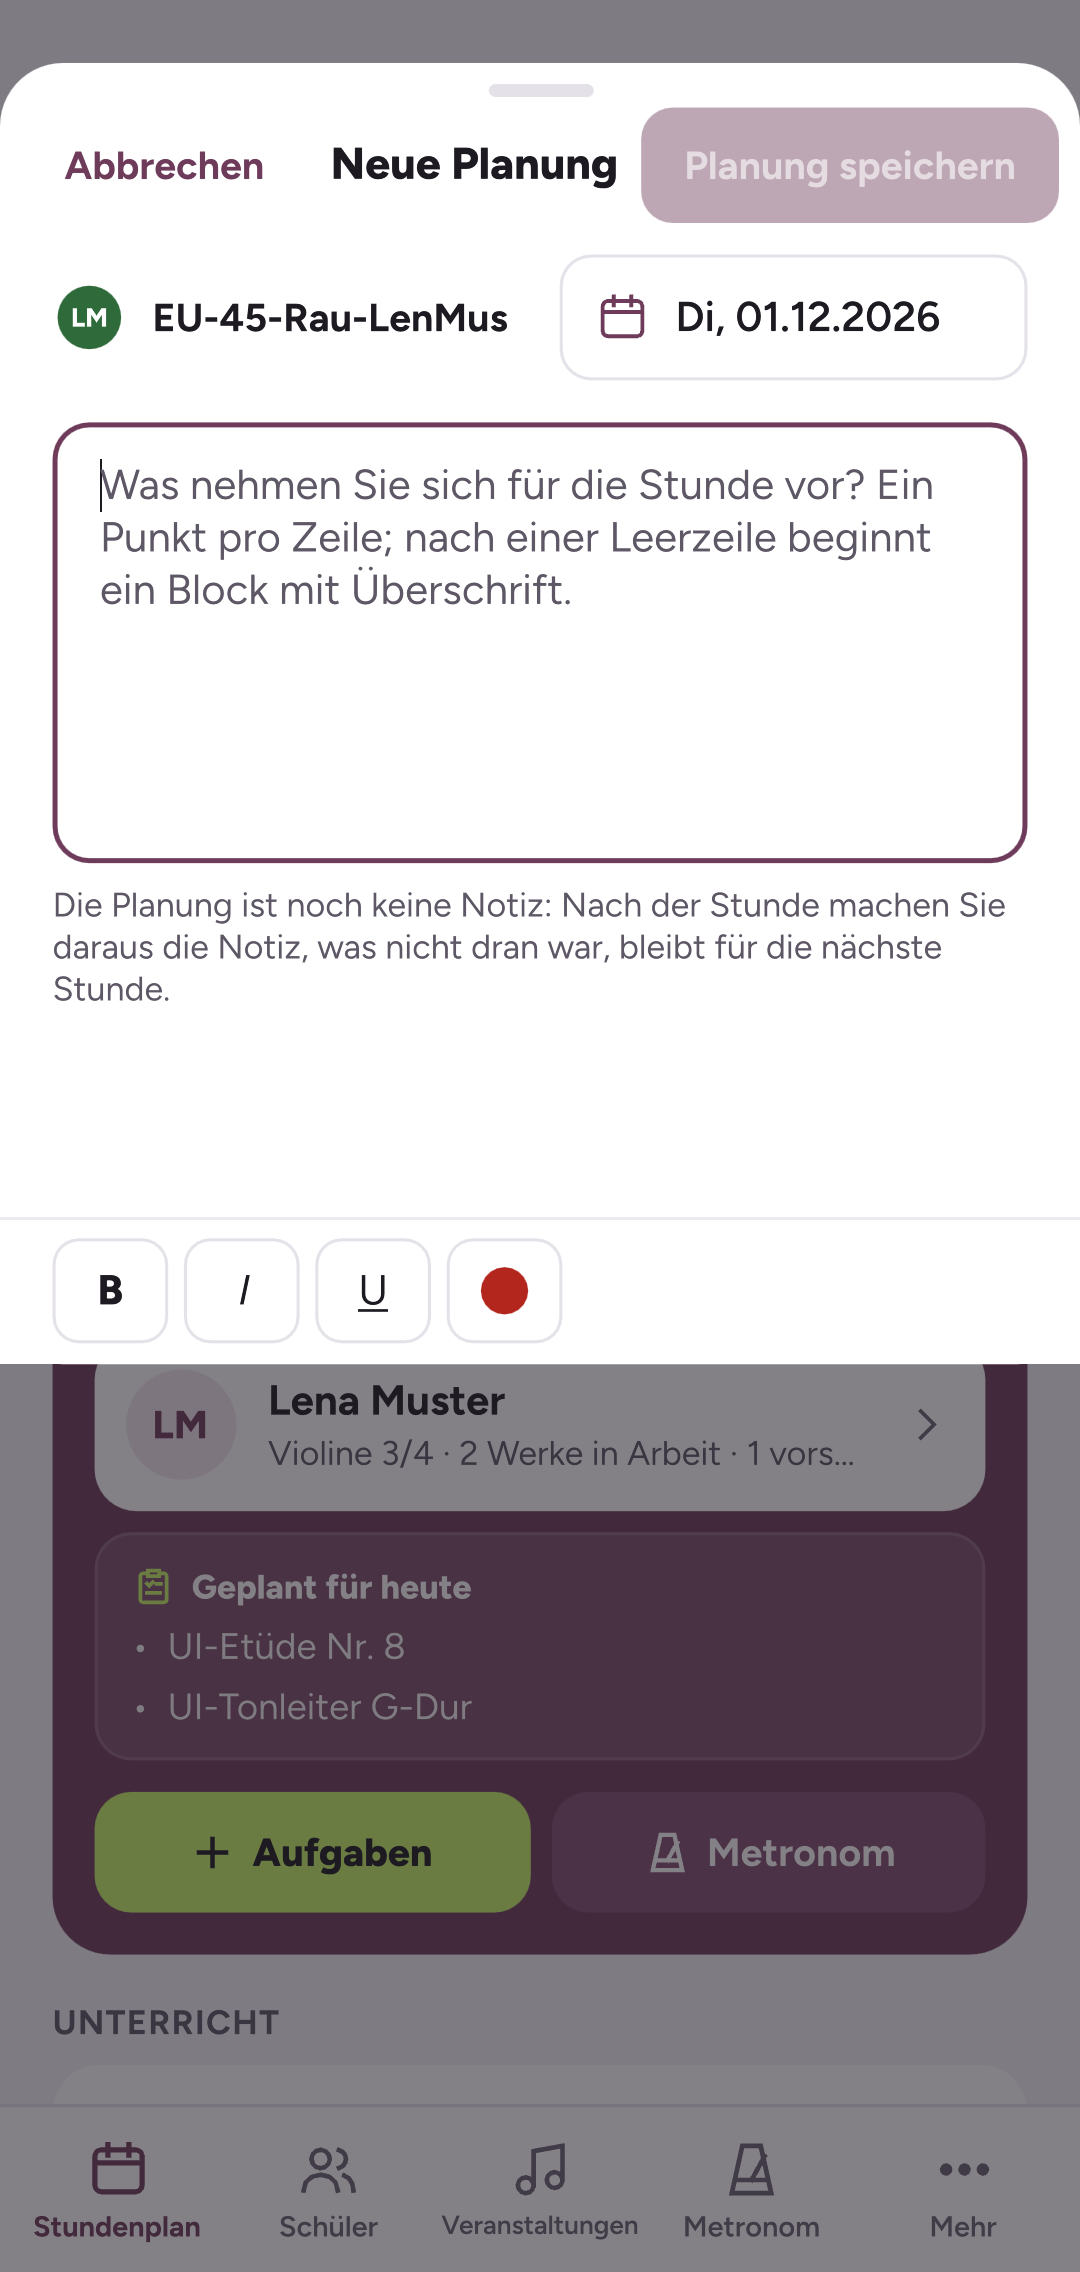 Abbrechen
Neue Planung
Planung speichern
LM
EU-45-Rau-LenMus
Di, 01.12.2026
Was nehmen Sie sich für die Stunde vor? Ein
Punkt pro Zeile; nach einer Leerzeile beginnt
ein Block mit Überschrift.
Die Planung ist noch keine Notiz: Nach der Stunde machen Sie
daraus die Notiz, was nicht dran war, bleibt für die nächste
Stunde.
B
I
U
LM
Lena Muster
Violine 3/4 · 2 Werke in Arbeit · 1 vors...
Geplant für heute
• UI-Etüde Nr. 8
• UI-Tonleiter G-Dur
+ Aufgaben
Metronom
UNTERRICHT
Stundenplan
Schüler
Veranstaltungen
Metronom
Mehr